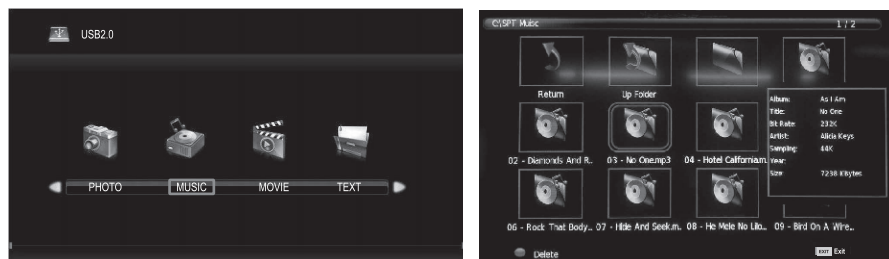 USB2.0
PHOTO MUSIC MOVIE TEXT
C:\SPT Music 1 / 2
Return Up Folder
Album: As I Am
Title: No One
Bit Rate: 232K
Artist: Alicia Keys
Sampling: 44K
Year:
Size: 7238 KBytes
02 - Diamonds And R.. 03 - No One.mp3 04 - Hotel California.m
06 - Rock That Body... 07 - Hide And Seek.m.. 08 - He Mele No Lilo... 09 - Bird On A Wire...
Delete EXIT Exit